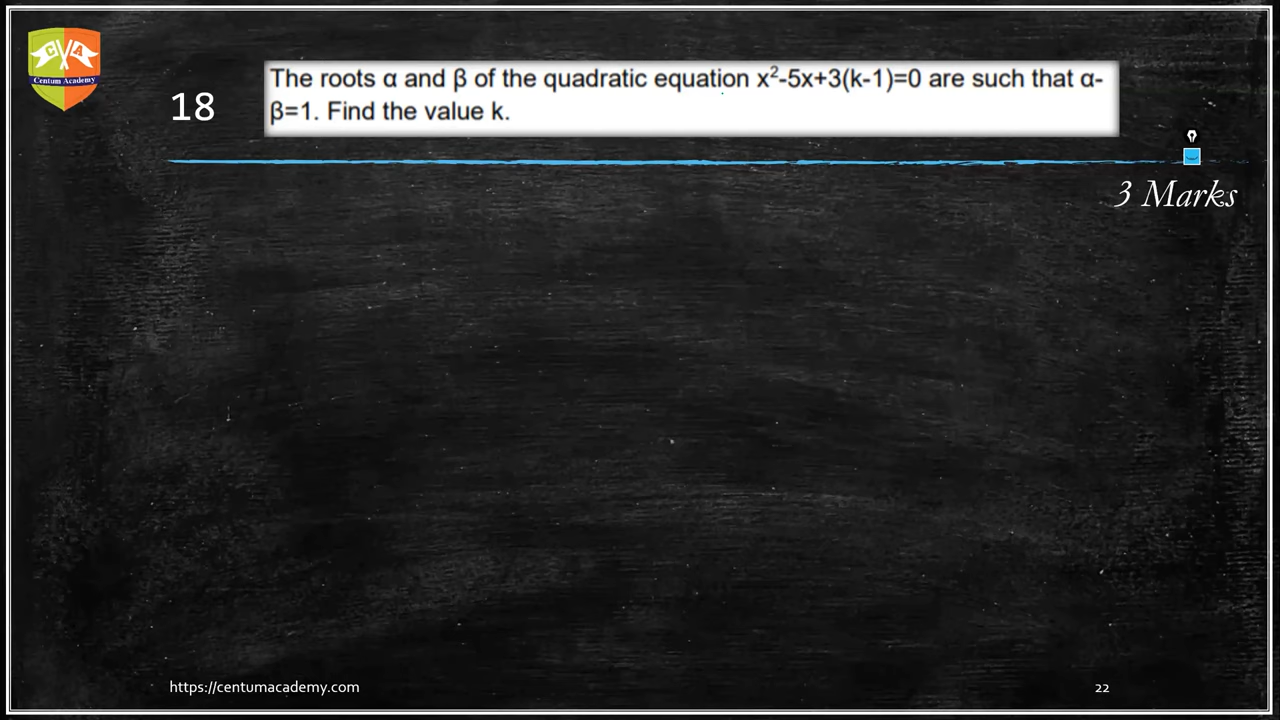 C A
Centum Academy
18
The roots α and β of the quadratic equation x²-5x+3(k-1)=0 are such that α-
β=1. Find the value k.
3 Marks
https://centumacademy.com
22